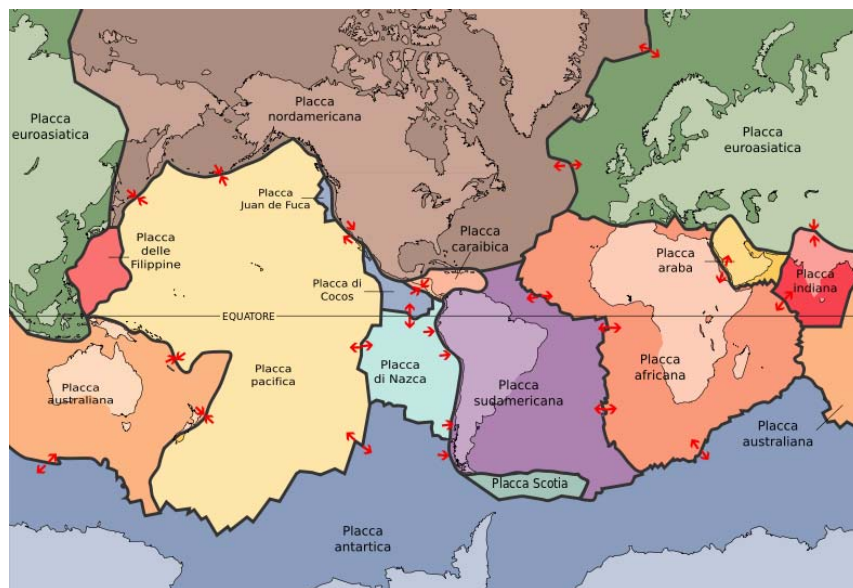 Placca
nordamericana
Placca
euroasiatica
Placca
euroasiatica
Placca
Juan de Fuca
Placca
delle
Filippine
Placca
caraibica
Placca
araba
Placca
indiana
Placca di
Cocos
EQUATORE
Placca
pacifica
Placca
di Nazca
Placca
africana
Placca
australiana
Placca
sudamericana
Placca
australiana
Placca Scotia
Placca
antartica